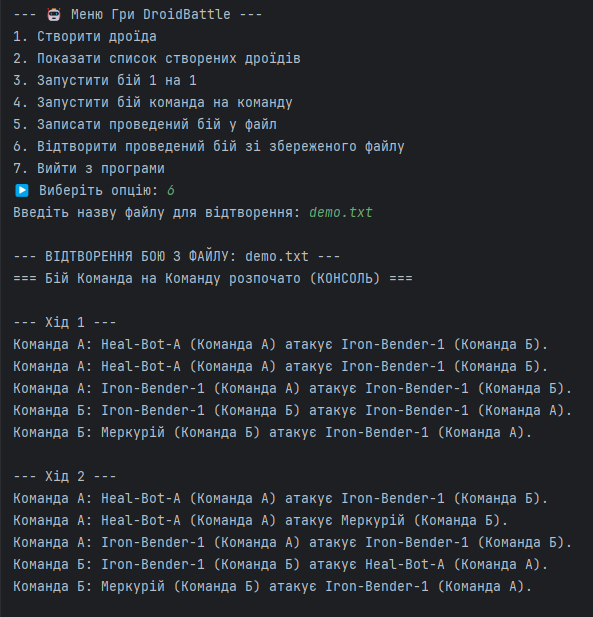 --- 🤖 Меню Гри DroidBattle ---
1. Створити дроїда
2. Показати список створених дроїдів
3. Запустити бій 1 на 1
4. Запустити бій команда на команду
5. Записати проведений бій у файл
6. Відтворити проведений бій зі збереженого файлу
7. Вийти з програми
▶️ Виберіть опцію: 6
Введіть назву файлу для відтворення: demo.txt
--- ВІДТВОРЕННЯ БОЮ З ФАЙЛУ: demo.txt ---
=== Бій Команда на Команду розпочато (КОНСОЛЬ) ===
--- Хід 1 ---
Команда А: Heal-Bot-A (Команда А) атакує Iron-Bender-1 (Команда Б).
Команда А: Heal-Bot-A (Команда А) атакує Iron-Bender-1 (Команда Б).
Команда А: Iron-Bender-1 (Команда А) атакує Iron-Bender-1 (Команда Б).
Команда Б: Iron-Bender-1 (Команда Б) атакує Iron-Bender-1 (Команда А).
Команда Б: Меркурій (Команда Б) атакує Iron-Bender-1 (Команда А).
--- Хід 2 ---
Команда А: Heal-Bot-A (Команда А) атакує Iron-Bender-1 (Команда Б).
Команда А: Heal-Bot-A (Команда А) атакує Меркурій (Команда Б).
Команда А: Iron-Bender-1 (Команда А) атакує Iron-Bender-1 (Команда Б).
Команда Б: Iron-Bender-1 (Команда Б) атакує Heal-Bot-A (Команда А).
Команда Б: Меркурій (Команда Б) атакує Iron-Bender-1 (Команда А).